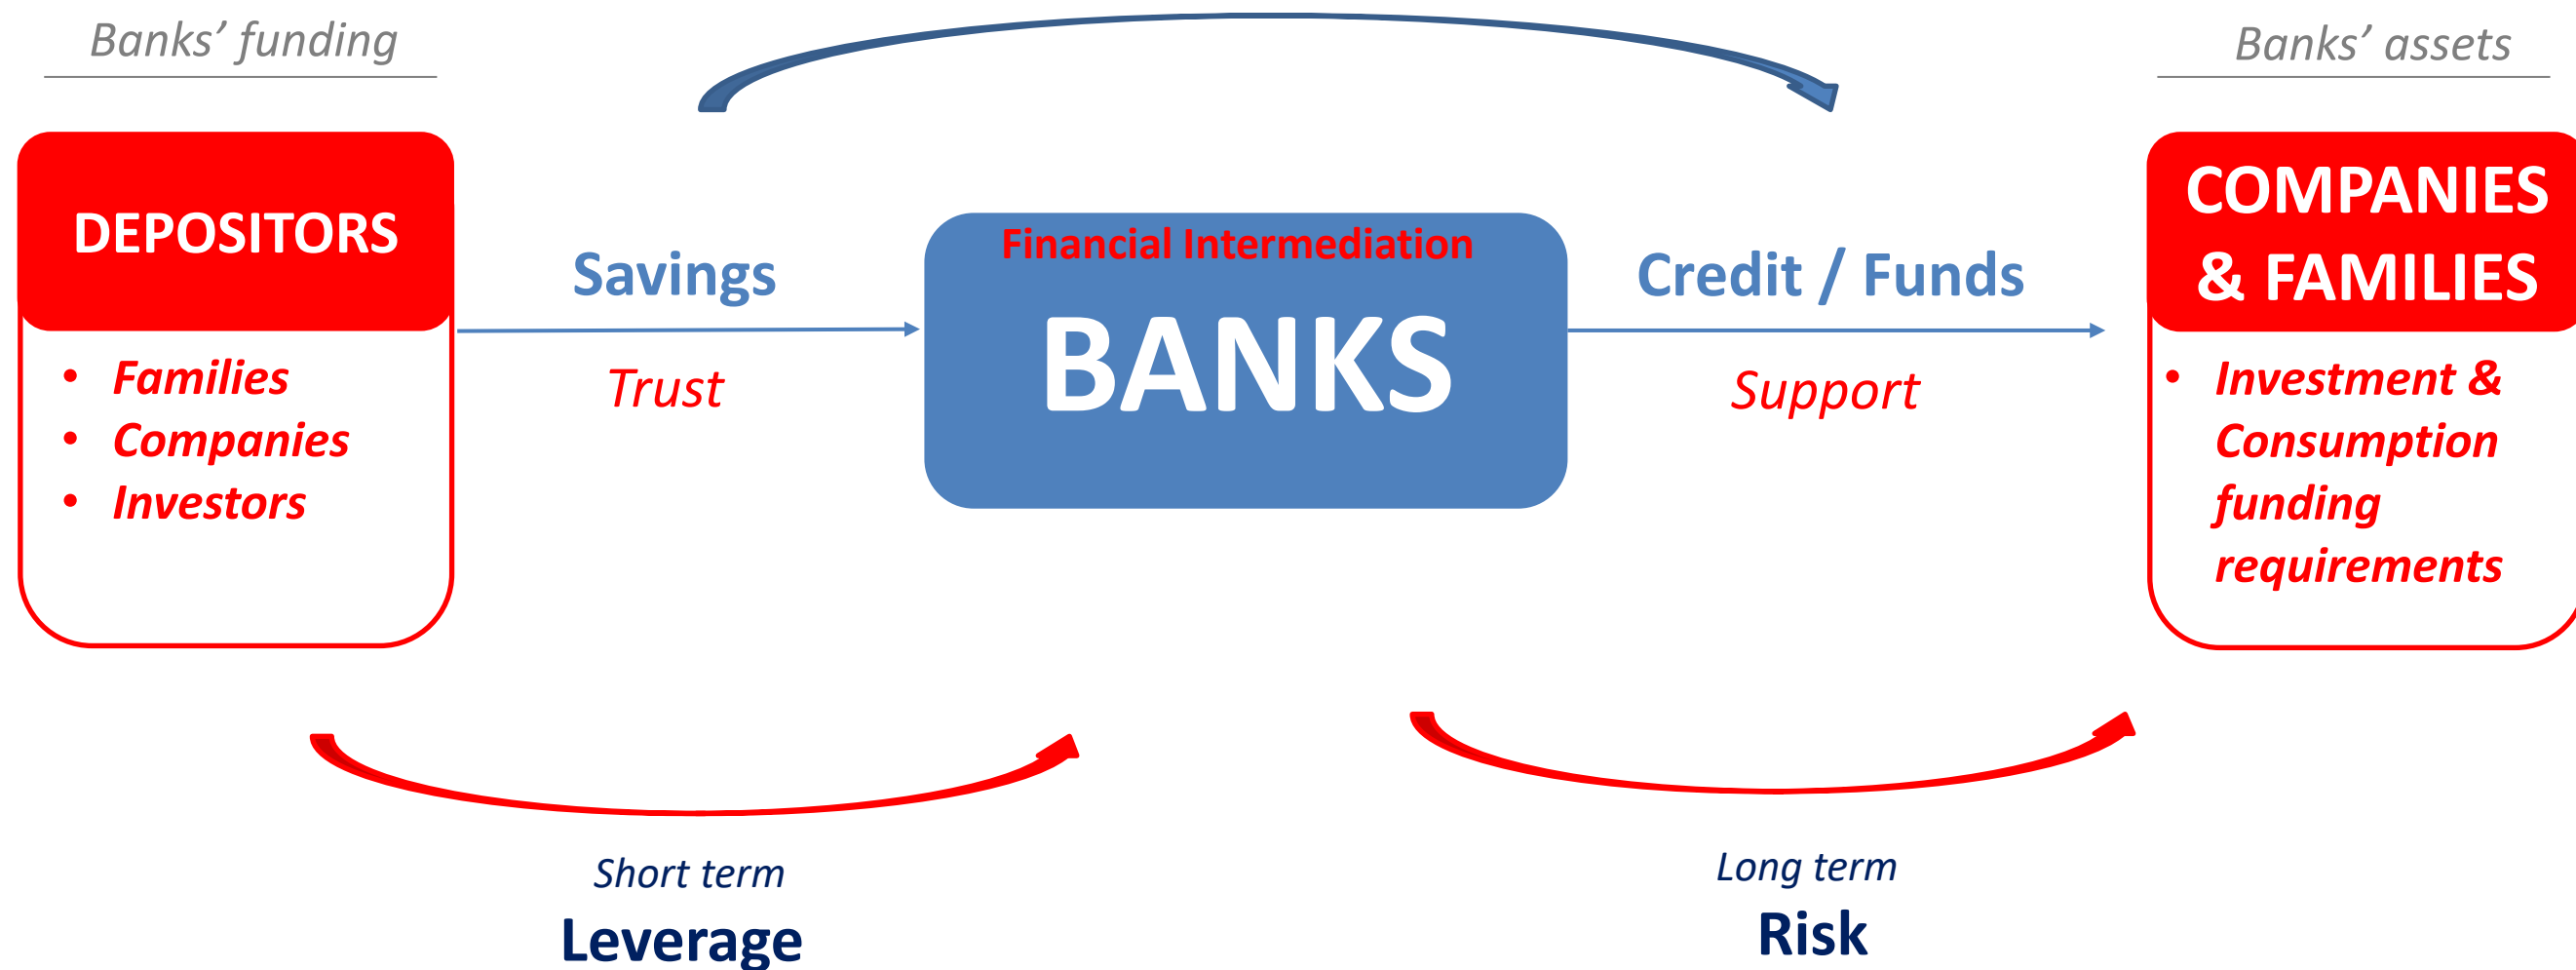 Banks’ funding
Banks’ assets
DEPOSITORS
• Families
• Companies
• Investors
Savings
Trust
Financial Intermediation
BANKS
Credit / Funds
Support
COMPANIES
& FAMILIES
• Investment &
Consumption
funding
requirements
Short term
Leverage
Long term
Risk